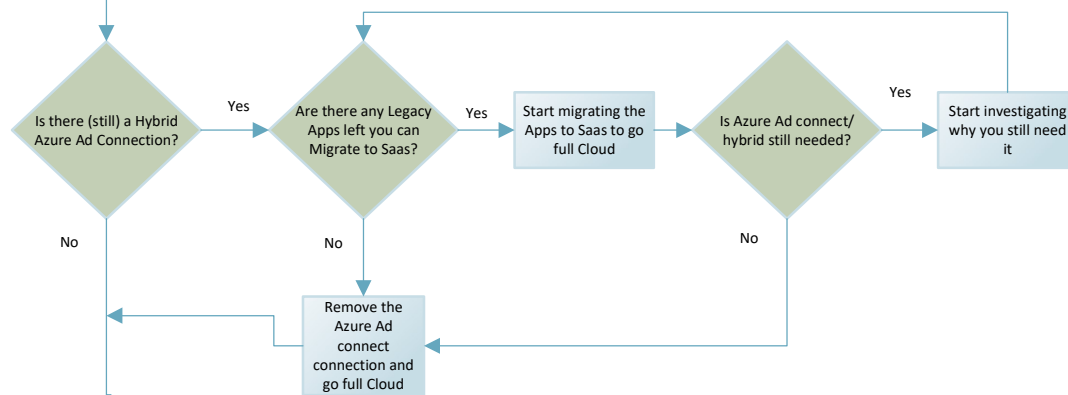 Is there (still) a Hybrid
Azure Ad Connection?
Yes
Are there any Legacy
Apps left you can
Migrate to Saas?
Yes
Start migrating the
Apps to Saas to go
full Cloud
Is Azure Ad connect/
hybrid still needed?
Yes
Start investigating
why you still need
it
No
No
No
Remove the
Azure Ad
connect
connection and
go full Cloud